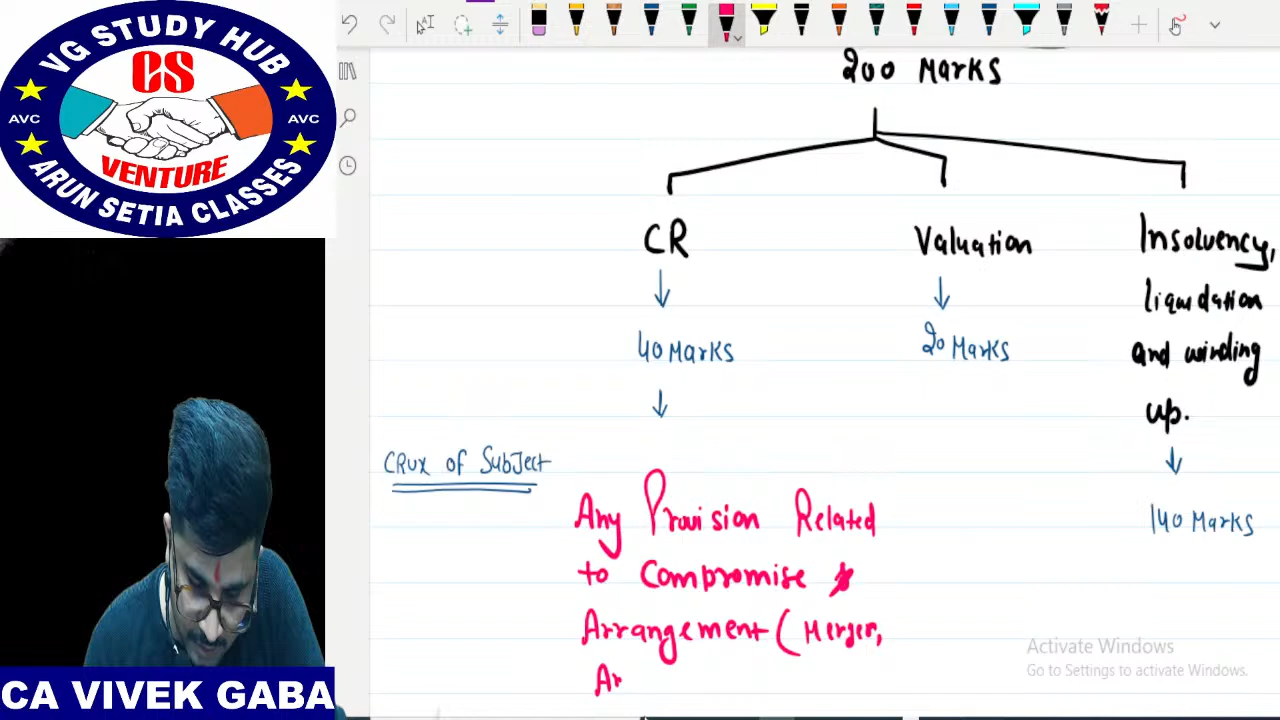 VG STUDY HUB
CS
AVC
AVC
VENTURE
ARUN SETIA CLASSES
200 Marks
CR
Valuation
Insolvency,
liqudation
and winding
up.
40 Marks
20 Marks
140 Marks
CRUX of SubJect
Any Provision Related
to Compromise &
Arrangement (Merger,
Ar
Activate Windows
Go to Settings to activate Windows.
CA VIVEK GABA